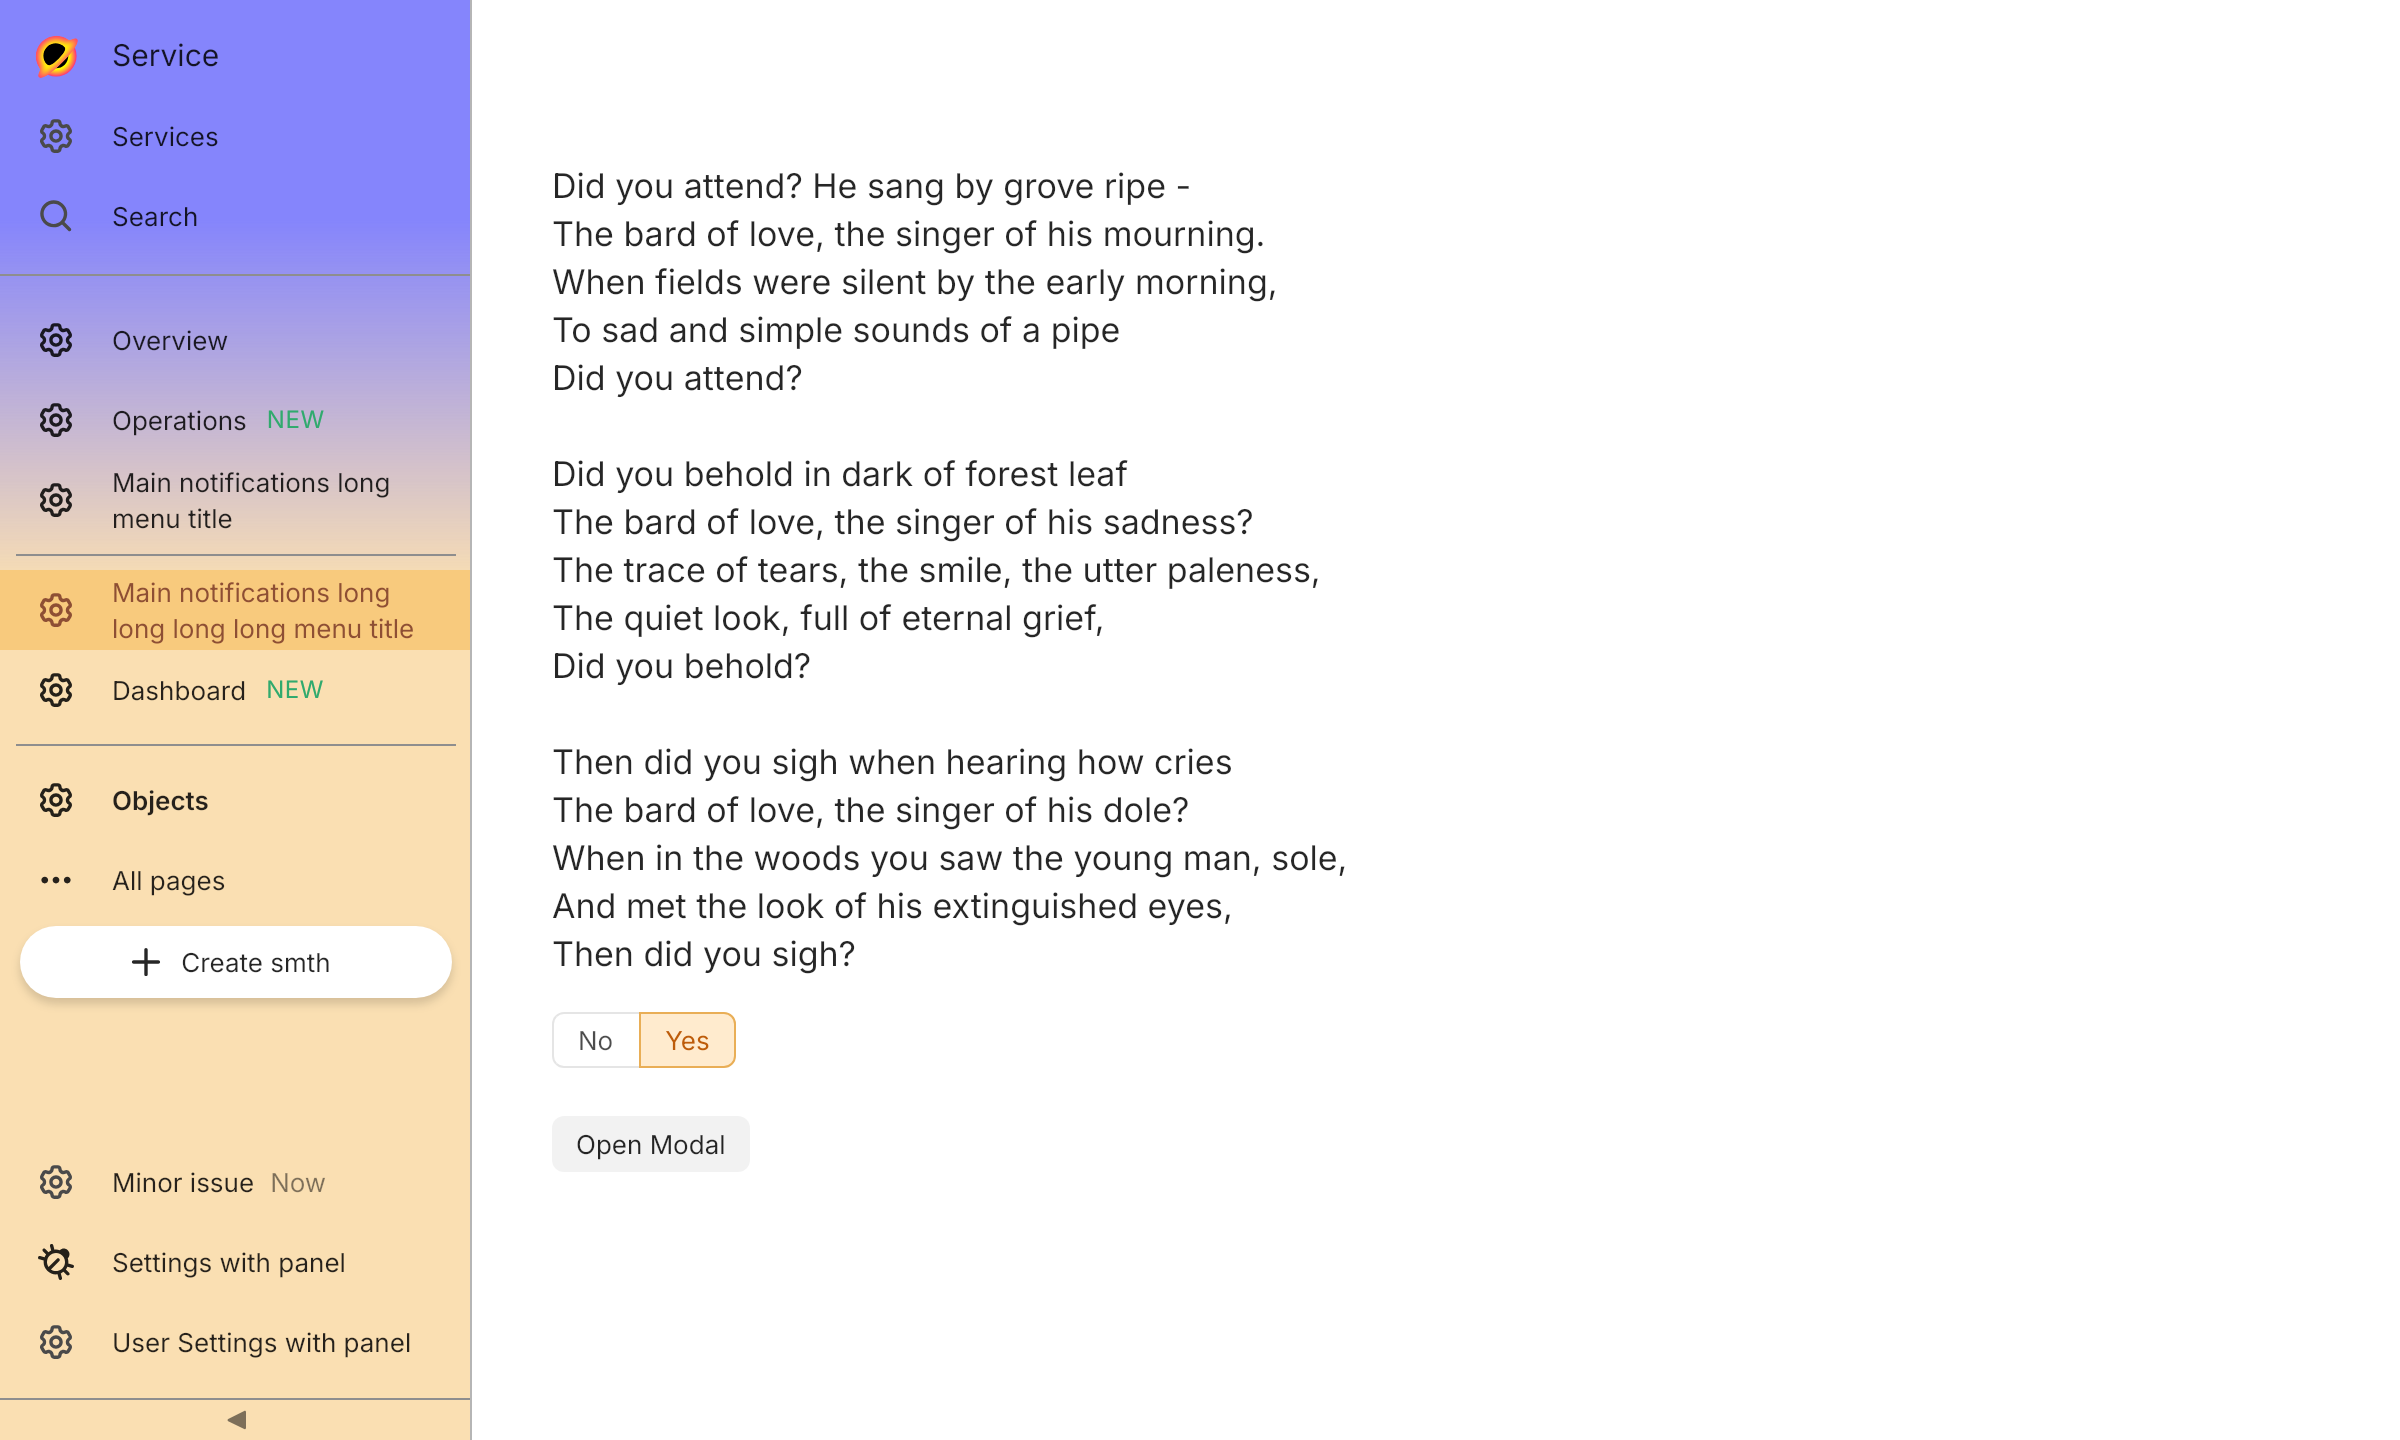 Service
Services
Search
Overview
Operations NEW
Main notifications long
menu title
Main notifications long
long long long menu title
Dashboard NEW
Objects
All pages
Create smth
Minor issue Now
Settings with panel
User Settings with panel
Did you attend? He sang by grove ripe -
The bard of love, the singer of his mourning.
When fields were silent by the early morning,
To sad and simple sounds of a pipe
Did you attend?
Did you behold in dark of forest leaf
The bard of love, the singer of his sadness?
The trace of tears, the smile, the utter paleness,
The quiet look, full of eternal grief,
Did you behold?
Then did you sigh when hearing how cries
The bard of love, the singer of his dole?
When in the woods you saw the young man, sole,
And met the look of his extinguished eyes,
Then did you sigh?
No Yes
Open Modal